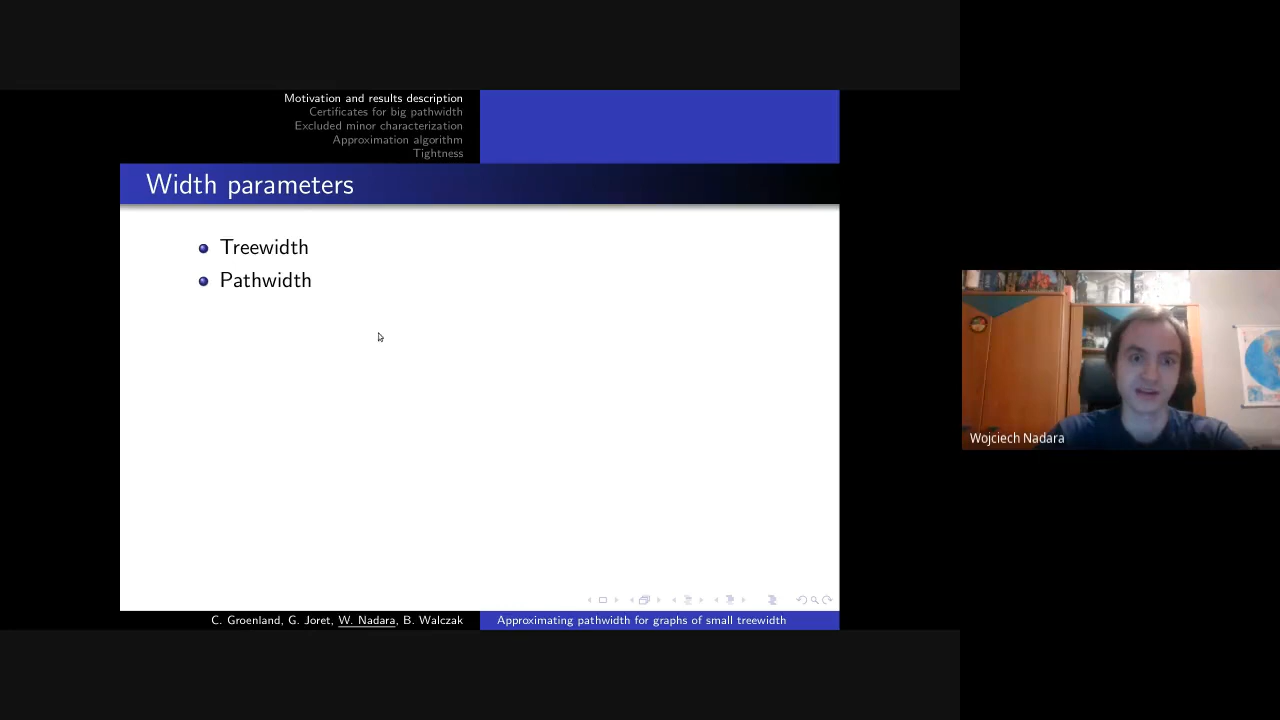 Motivation and results description
Certificates for big pathwidth
Excluded minor characterization
Approximation algorithm
Tightness
Width parameters
Treewidth
Pathwidth
Wojciech Nadara
C. Groenland, G. Joret, W. Nadara, B. Walczak
Approximating pathwidth for graphs of small treewidth